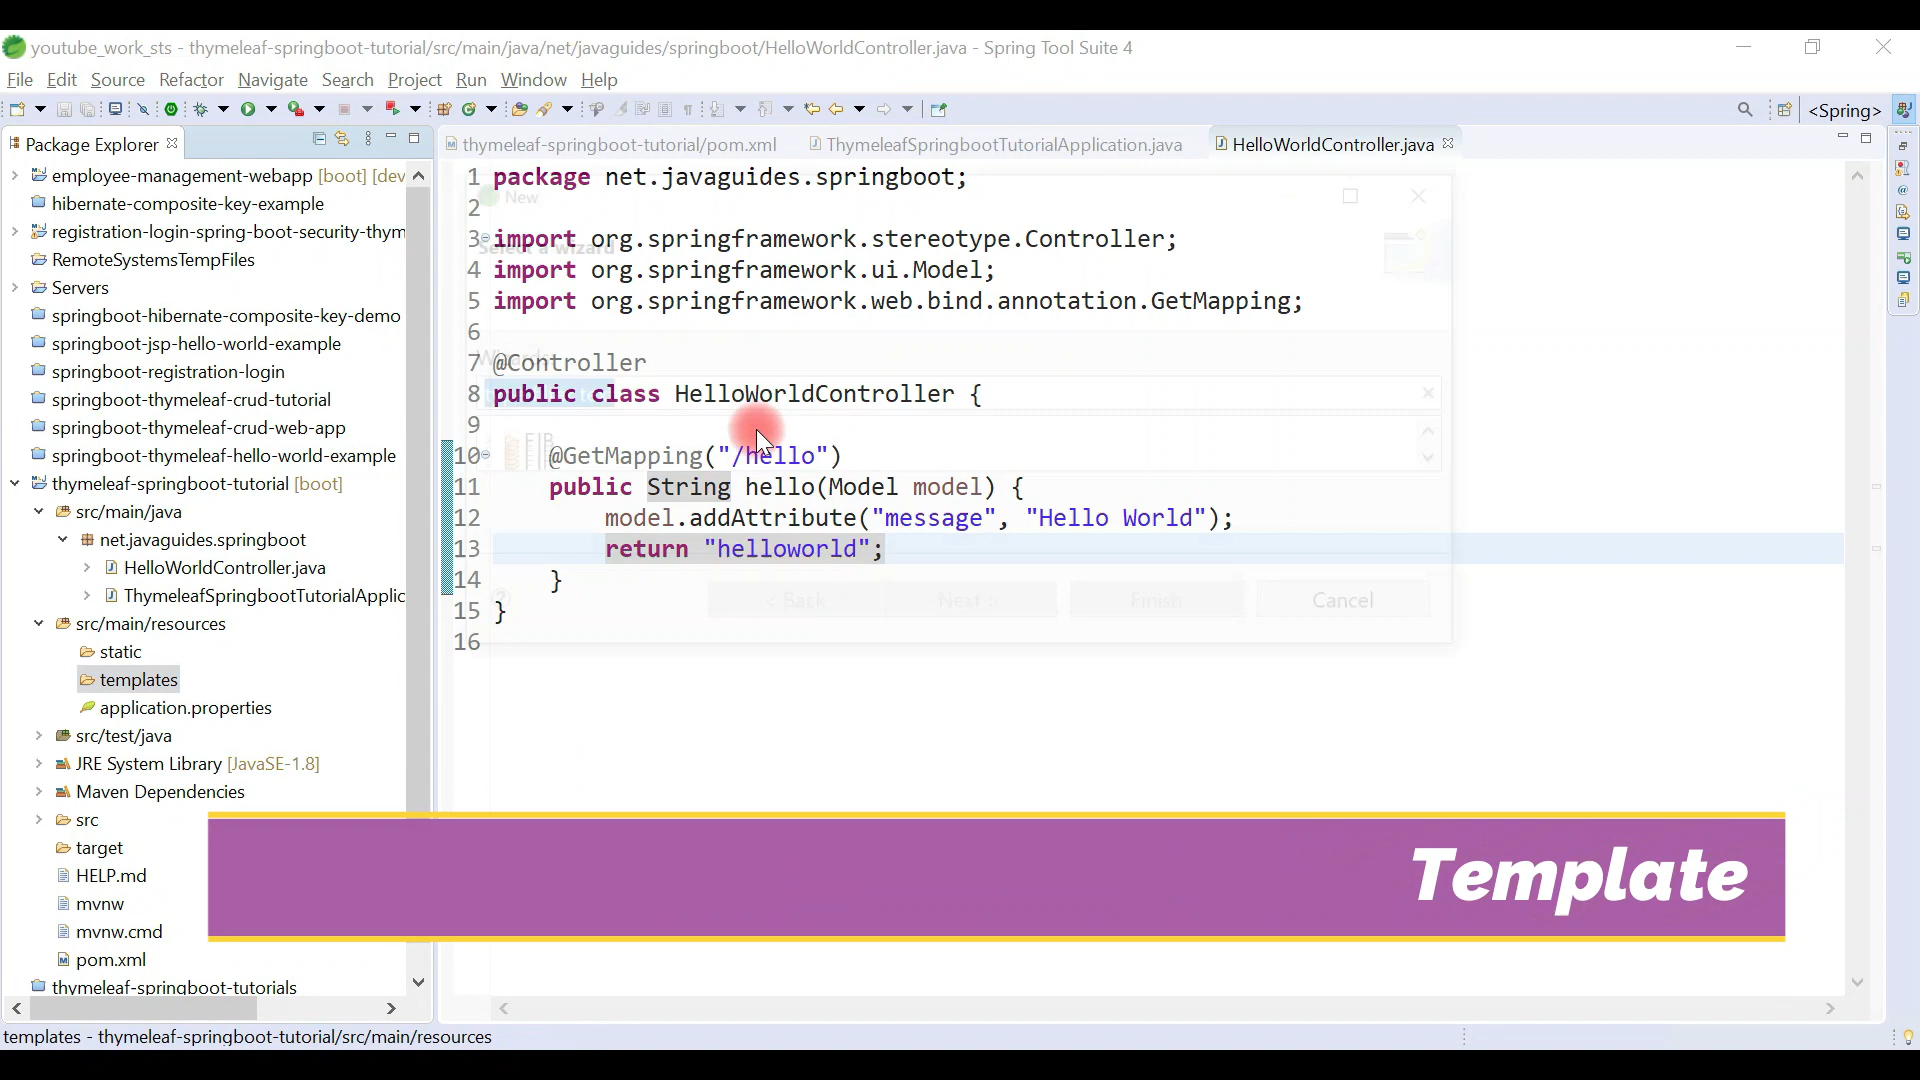 youtube_work_sts - thymeleaf-springboot-tutorial/src/main/java/net/javaguides/springboot/HelloWorldController.java - Spring Tool Suite 4
File Edit Source Refactor Navigate Search Project Run Window Help
<Spring>
Package Explorer
thymeleaf-springboot-tutorial/pom.xml ThymeleafSpringbootTutorialApplication.java HelloWorldController.java
employee-management-webapp [boot] [dev
hibernate-composite-key-example
registration-login-spring-boot-security-thym
RemoteSystemsTempFiles
Servers
springboot-hibernate-composite-key-demo
springboot-jsp-hello-world-example
springboot-registration-login
springboot-thymeleaf-crud-tutorial
springboot-thymeleaf-crud-web-app
springboot-thymeleaf-hello-world-example
thymeleaf-springboot-tutorial [boot]
src/main/java
net.javaguides.springboot
HelloWorldController.java
ThymeleafSpringbootTutorialApplic
src/main/resources
static
templates
application.properties
src/test/java
JRE System Library [JavaSE-1.8]
Maven Dependencies
src
target
HELP.md
mvnw
mvnw.cmd
pom.xml
thymeleaf-springboot-tutorials
1 package net.javaguides.springboot;
2
3 import org.springframework.stereotype.Controller;
4 import org.springframework.ui.Model;
5 import org.springframework.web.bind.annotation.GetMapping;
6
7 @Controller
8 public class HelloWorldController {
9
10 @GetMapping("/hello")
11 public String hello(Model model) {
12 model.addAttribute("message", "Hello World");
13 return "helloworld";
14 }
15 }
16
New
Select a wizard
< Back Next > Finish Cancel
Template
templates - thymeleaf-springboot-tutorial/src/main/resources